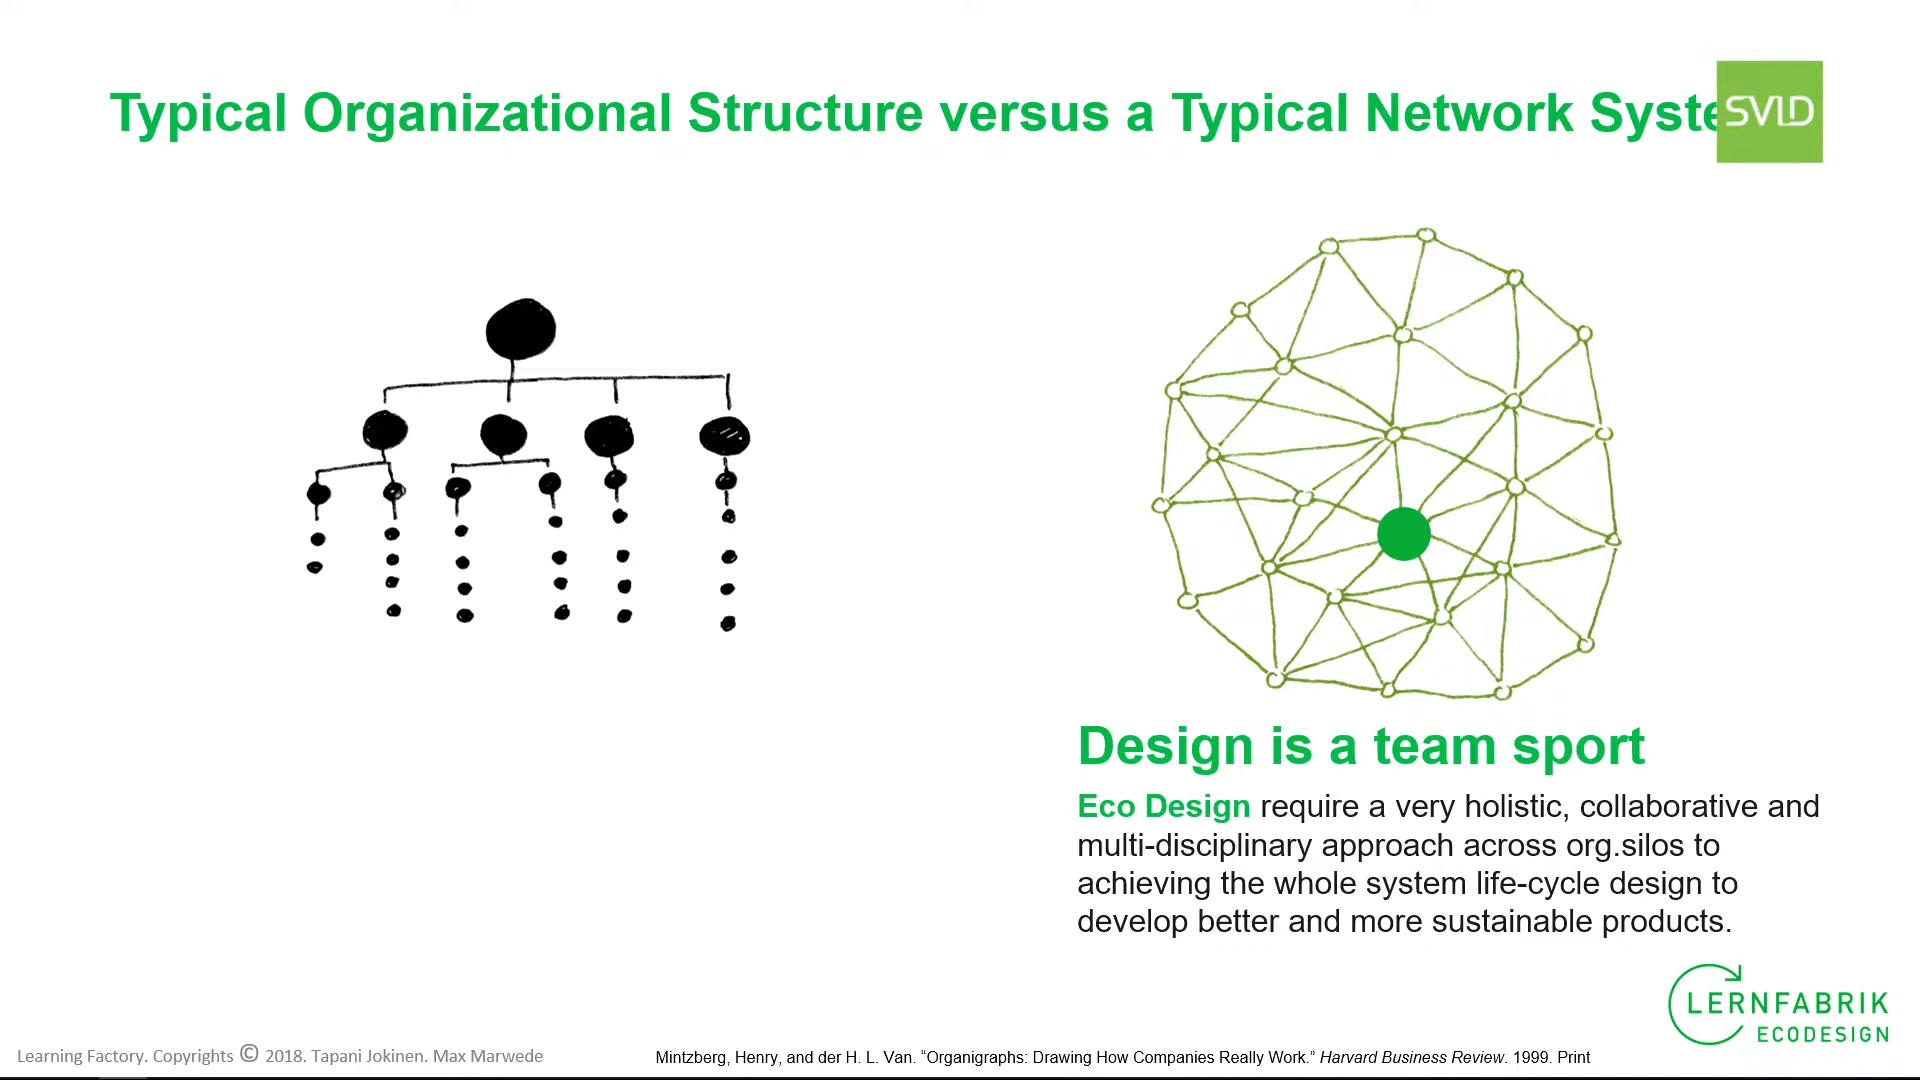 Typical Organizational Structure versus a Typical Network Syste
SVID
Design is a team sport
Eco Design require a very holistic, collaborative and
multi-disciplinary approach across org.silos to
achieving the whole system life-cycle design to
develop better and more sustainable products.
LERNFABRIK
ECODESIGN
Learning Factory. Copyrights © 2018. Tapani Jokinen. Max Marwede
Mintzberg, Henry, and der H. L. Van. “Organigraphs: Drawing How Companies Really Work.” Harvard Business Review. 1999. Print